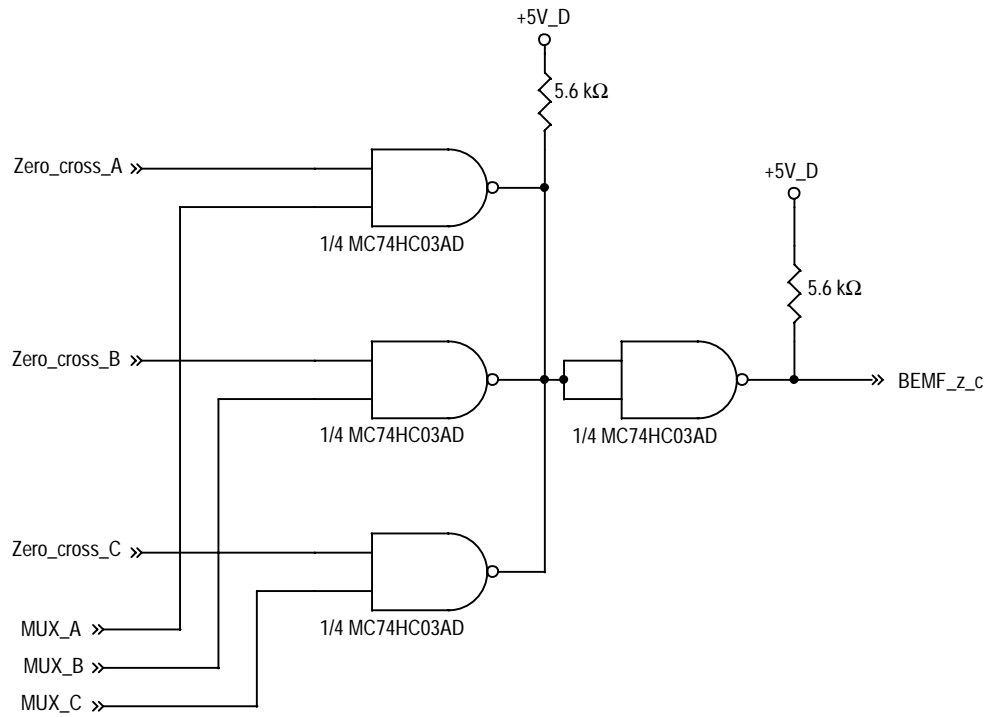 +5V_D
5.6 kΩ
Zero_cross_A
+5V_D
1/4 MC74HC03AD
5.6 kΩ
Zero_cross_B
BEMF_z_c
1/4 MC74HC03AD
1/4 MC74HC03AD
Zero_cross_C
MUX_A
1/4 MC74HC03AD
MUX_B
MUX_C